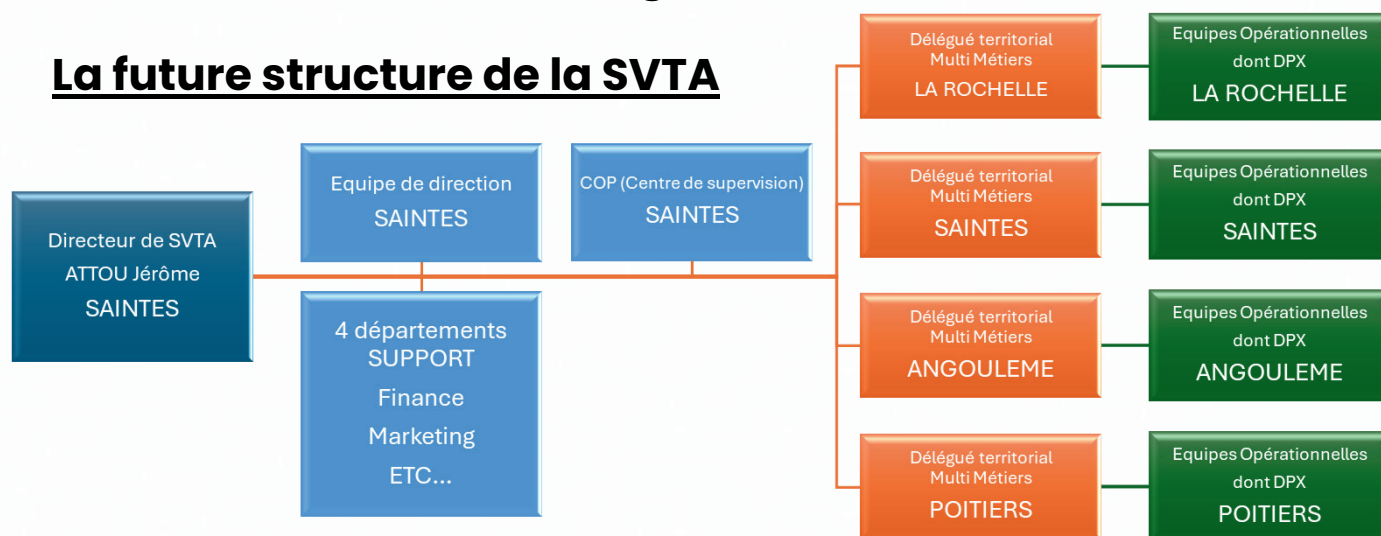 La future structure de la SVTA
Directeur de SVTA
ATTOU Jérôme
SAINTES
Equipe de direction
SAINTES
4 départements
SUPPORT
Finance
Marketing
ETC...
COP (Centre de supervision)
SAINTES
Délégué territorial
Multi Métiers
LA ROCHELLE
Equipes Opérationnelles
dont DPX
LA ROCHELLE
Délégué territorial
Multi Métiers
SAINTES
Equipes Opérationnelles
dont DPX
SAINTES
Délégué territorial
Multi Métiers
ANGOULEME
Equipes Opérationnelles
dont DPX
ANGOULEME
Délégué territorial
Multi Métiers
POITIERS
Equipes Opérationnelles
dont DPX
POITIERS